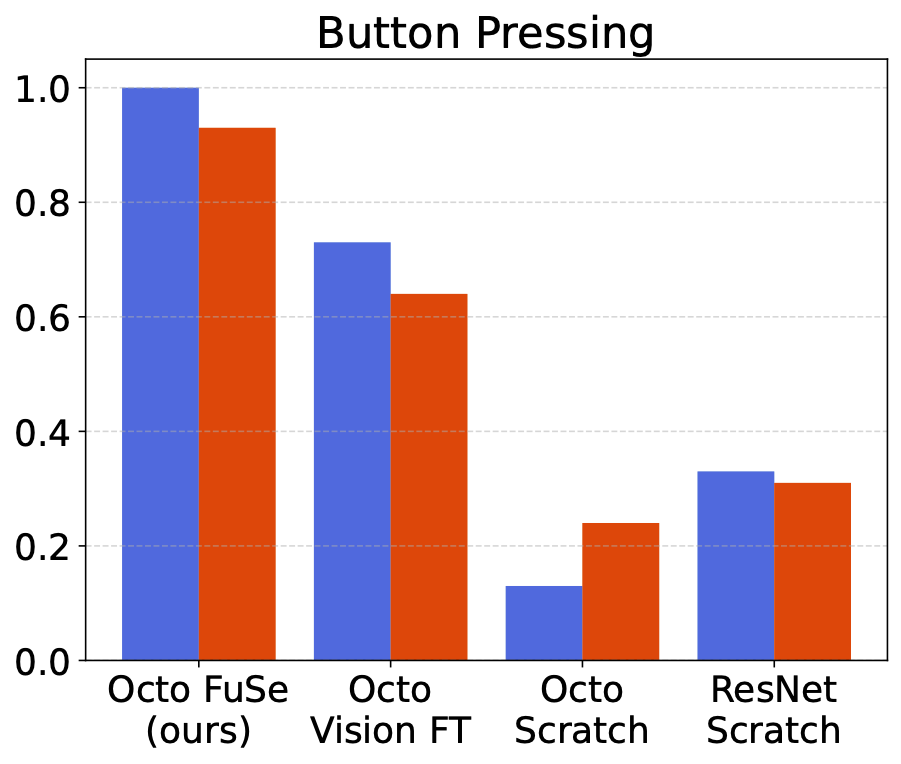 Button Pressing
1.0
0.8
0.6
0.4
0.2
0.0
Octo FuSe
(ours)
Octo
Vision FT
Octo
Scratch
ResNet
Scratch